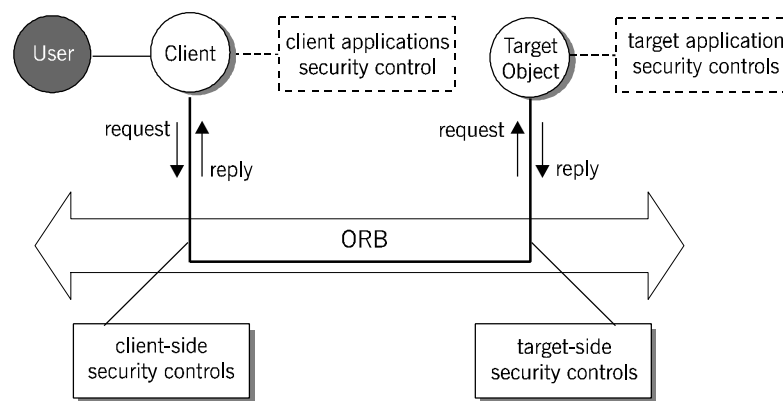 User
Client
client applications
security control
Target
Object
target application
security controls
request
reply
request
reply
ORB
client-side
security controls
target-side
security controls